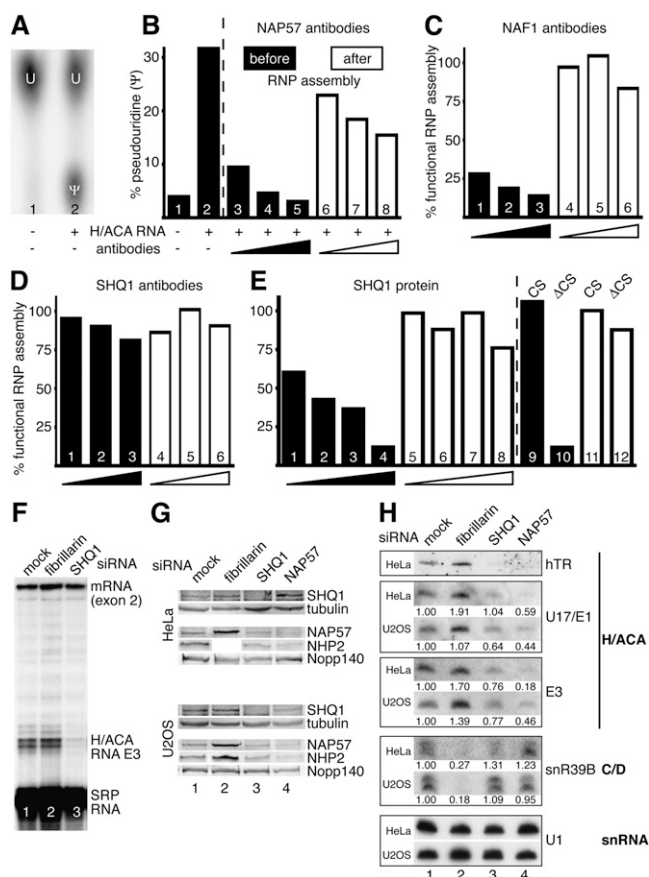 A
U U
Ψ
1 2
B
NAP57 antibodies
% pseudouridine (Ψ)
30
20
10
before after
RNP assembly
1 2 3 4 5 6 7 8
- + H/ACA RNA - + + + + + + +
- - antibodies - -
C
NAF1 antibodies
% functional RNP assembly
100
75
50
25
1 2 3 4 5 6
D
SHQ1 antibodies
% functional RNP assembly
100
75
50
25
1 2 3 4 5 6
E
SHQ1 protein
100
75
50
25
CS ΔCS CS ΔCS
1 2 3 4 5 6 7 8 9 10 11 12
F
mock fibrillarin SHQ1 siRNA
mRNA
(exon 2)
H/ACA
RNA E3
SRP
RNA
1 2 3
G
siRNA mock fibrillarin SHQ1 NAP57
HeLa
SHQ1
tubulin
NAP57
NHP2
Nopp140
U2OS
SHQ1
tubulin
NAP57
NHP2
Nopp140
1 2 3 4
H
siRNA mock fibrillarin SHQ1 NAP57
HeLa hTR
HeLa
1.00 1.91 1.04 0.59
U17/E1
U2OS
1.00 1.07 0.64 0.44
H/ACA
HeLa
1.00 1.70 0.76 0.18
E3
U2OS
1.00 1.39 0.77 0.46
HeLa
1.00 0.27 1.31 1.23
snR39B C/D
U2OS
1.00 0.18 1.09 0.95
HeLa
U1 snRNA
U2OS
1 2 3 4